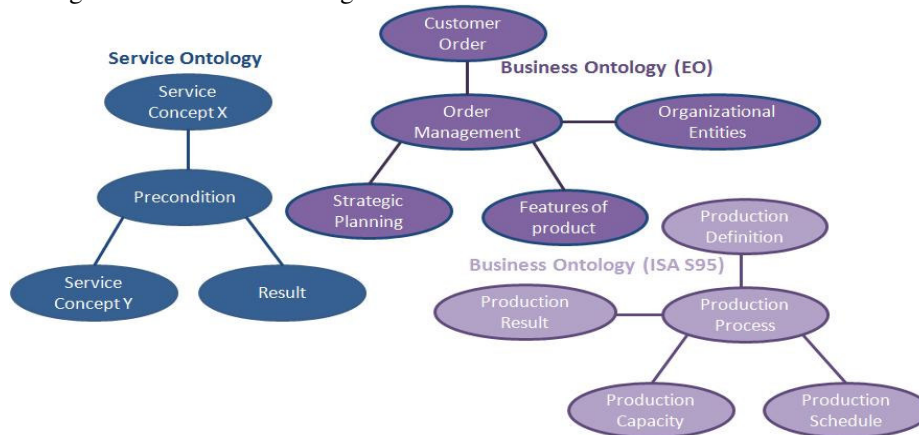 Service Ontology
Service
Concept X
Precondition
Service
Concept Y
Result
Customer
Order
Business Ontology (EO)
Order
Management
Organizational
Entities
Strategic
Planning
Features of
product
Business Ontology (ISA S95)
Production
Definition
Production
Result
Production
Process
Production
Capacity
Production
Schedule